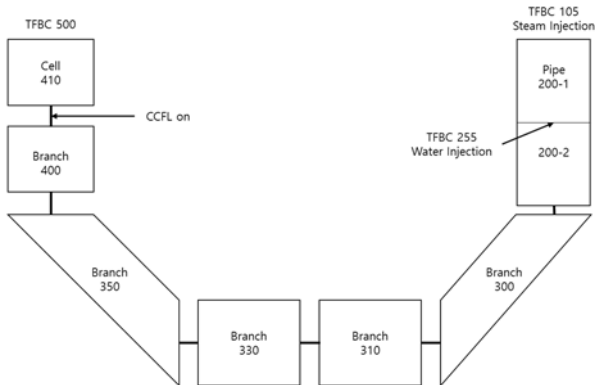 TFBC 500
TFBC 105
Steam Injection
Cell
410
Pipe
200-1
CCFL on
TFBC 255
Water Injection
200-2
Branch
400
Branch
350
Branch
300
Branch
330
Branch
310